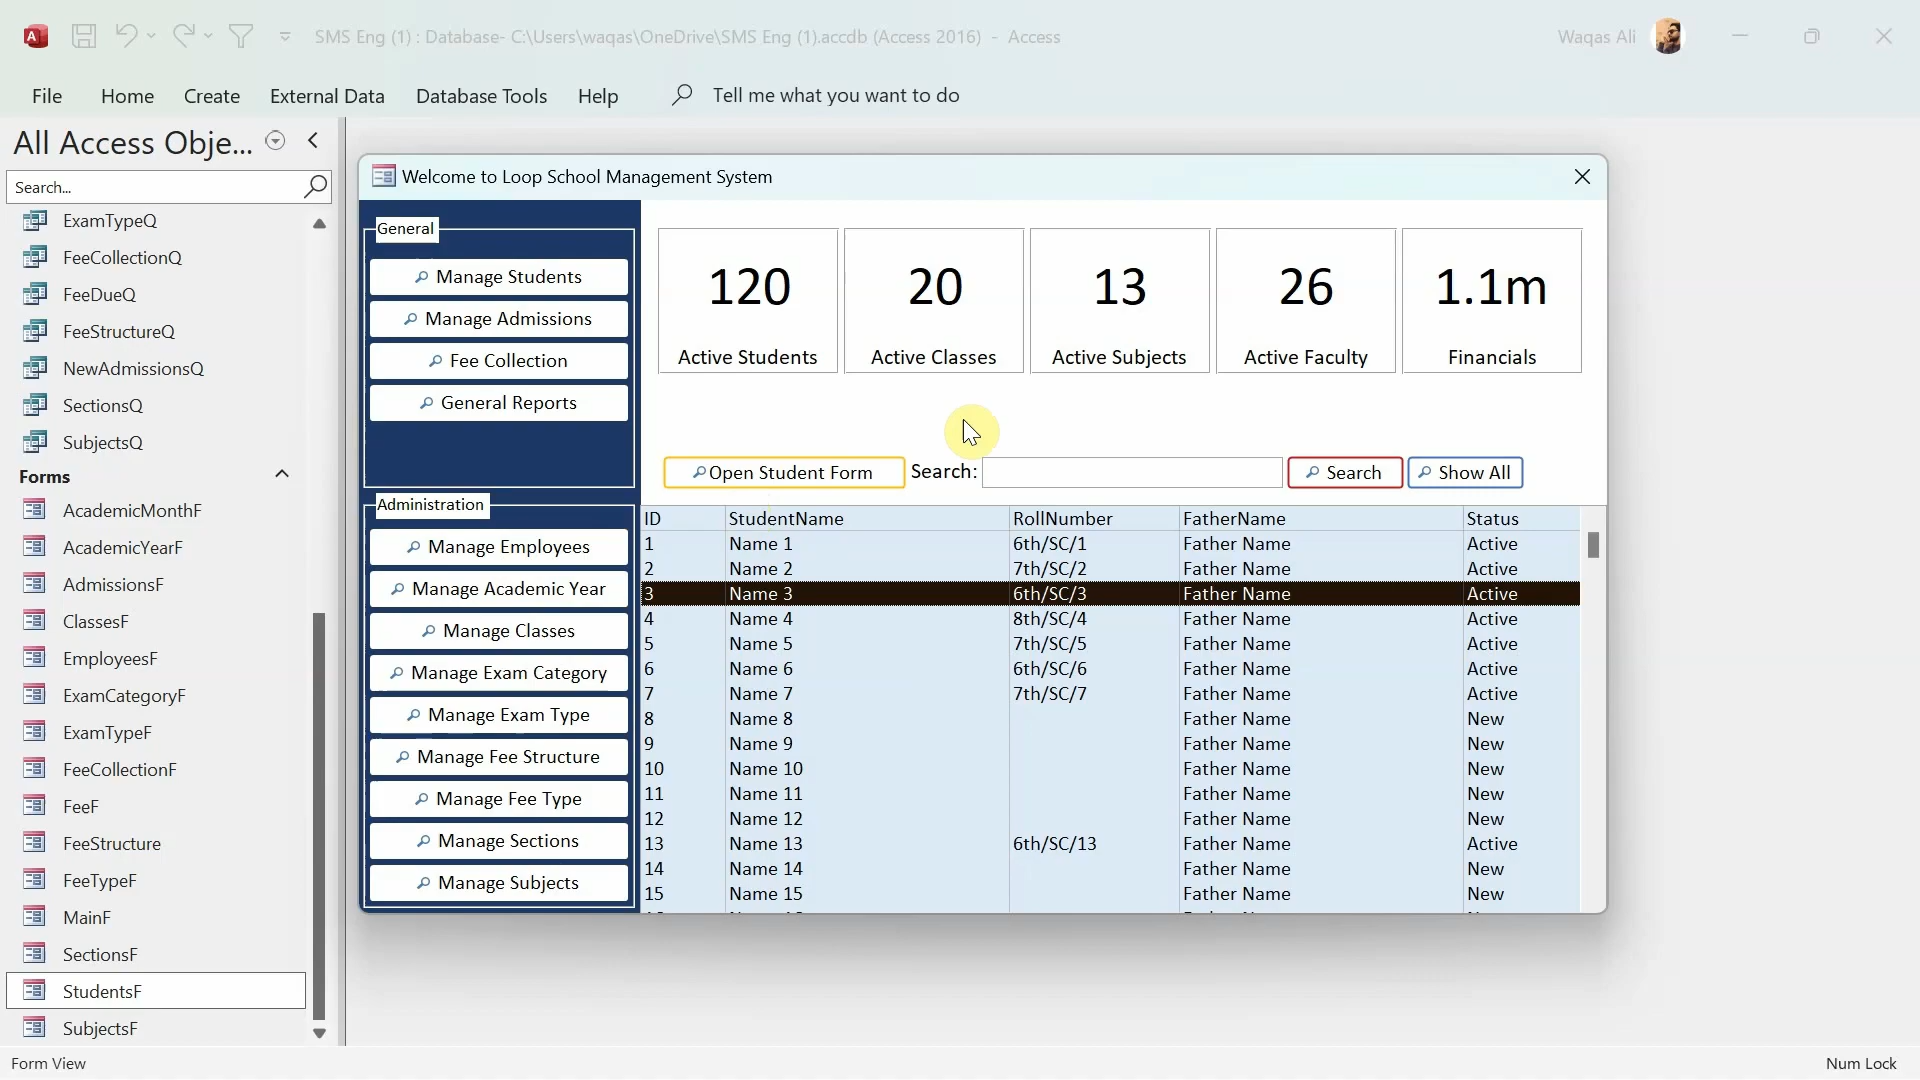 SMS Eng (1) : Database- C:\Users\waqas\OneDrive\SMS Eng (1).accdb (Access 2016) - Access
Waqas Ali
File Home Create External Data Database Tools Help Tell me what you want to do
All Access Obje...
Search...
ExamTypeQ
FeeCollectionQ
FeeDueQ
FeeStructureQ
NewAdmissionsQ
SectionsQ
SubjectsQ
Forms
AcademicMonthF
AcademicYearF
AdmissionsF
ClassesF
EmployeesF
ExamCategoryF
ExamTypeF
FeeCollectionF
FeeF
FeeStructure
FeeTypeF
MainF
SectionsF
StudentsF
SubjectsF
Welcome to Loop School Management System
General
Manage Students
Manage Admissions
Fee Collection
General Reports
Administration
Manage Employees
Manage Academic Year
Manage Classes
Manage Exam Category
Manage Exam Type
Manage Fee Structure
Manage Fee Type
Manage Sections
Manage Subjects
120 20 13 26 1.1m
Active Students Active Classes Active Subjects Active Faculty Financials
Open Student Form Search: Search Show All
ID StudentName RollNumber FatherName Status
1 Name 1 6th/SC/1 Father Name Active
2 Name 2 7th/SC/2 Father Name Active
3 Name 3 6th/SC/3 Father Name Active
4 Name 4 8th/SC/4 Father Name Active
5 Name 5 7th/SC/5 Father Name Active
6 Name 6 6th/SC/6 Father Name Active
7 Name 7 7th/SC/7 Father Name Active
8 Name 8 Father Name New
9 Name 9 Father Name New
10 Name 10 Father Name New
11 Name 11 Father Name New
12 Name 12 Father Name New
13 Name 13 6th/SC/13 Father Name Active
14 Name 14 Father Name New
15 Name 15 Father Name New
Form View
Num Lock